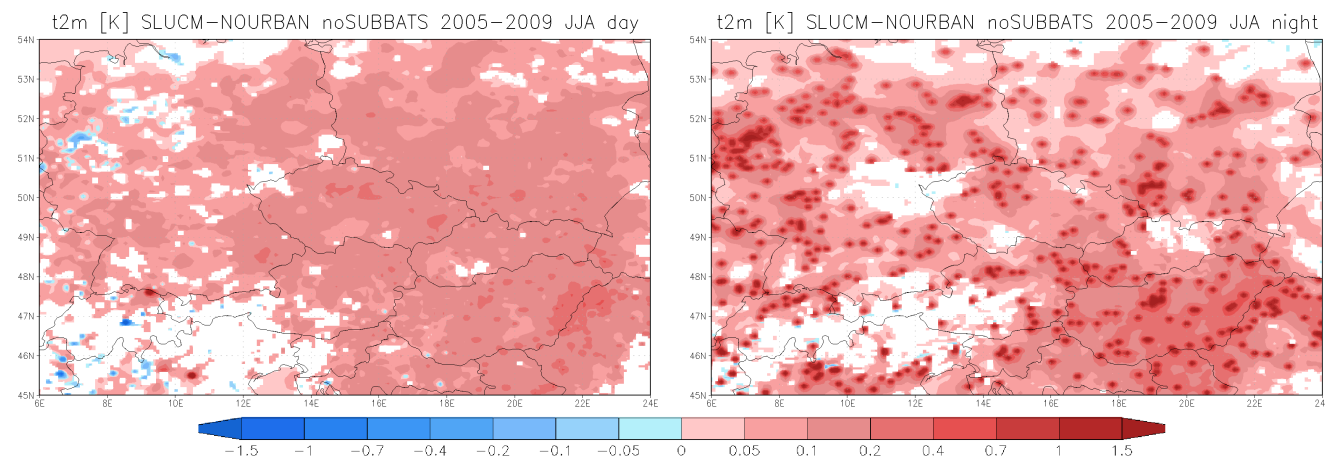 t2m [K] SLUCM−NOURBAN noSUBBATS 2005−2009 JJA day
t2m [K] SLUCM−NOURBAN noSUBBATS 2005−2009 JJA night
54N
53N
52N
51N
50N
49N
48N
47N
46N
45N
6E 8E 10E 12E 14E 16E 18E 20E 22E 24E
54N
53N
52N
51N
50N
49N
48N
47N
46N
45N
6E 8E 10E 12E 14E 16E 18E 20E 22E 24E
−1.5 −1 −0.7 −0.4 −0.2 −0.1 −0.05 0 0.05 0.1 0.2 0.4 0.7 1 1.5